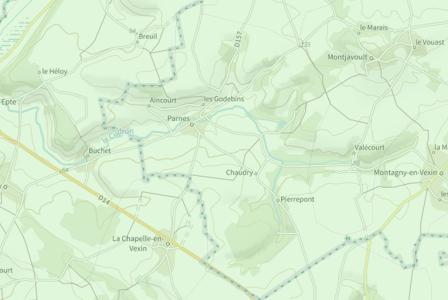 le Marais
Breuil
D157
le Vouast
Montjavoult
le Héloy
Aincourt
les Godebins
Epte
Parnes
Buchet
Valécourt
Chaudry
Montagny-en-Vexin
Pierrepont
D14
La Chapelle-en-
Vexin